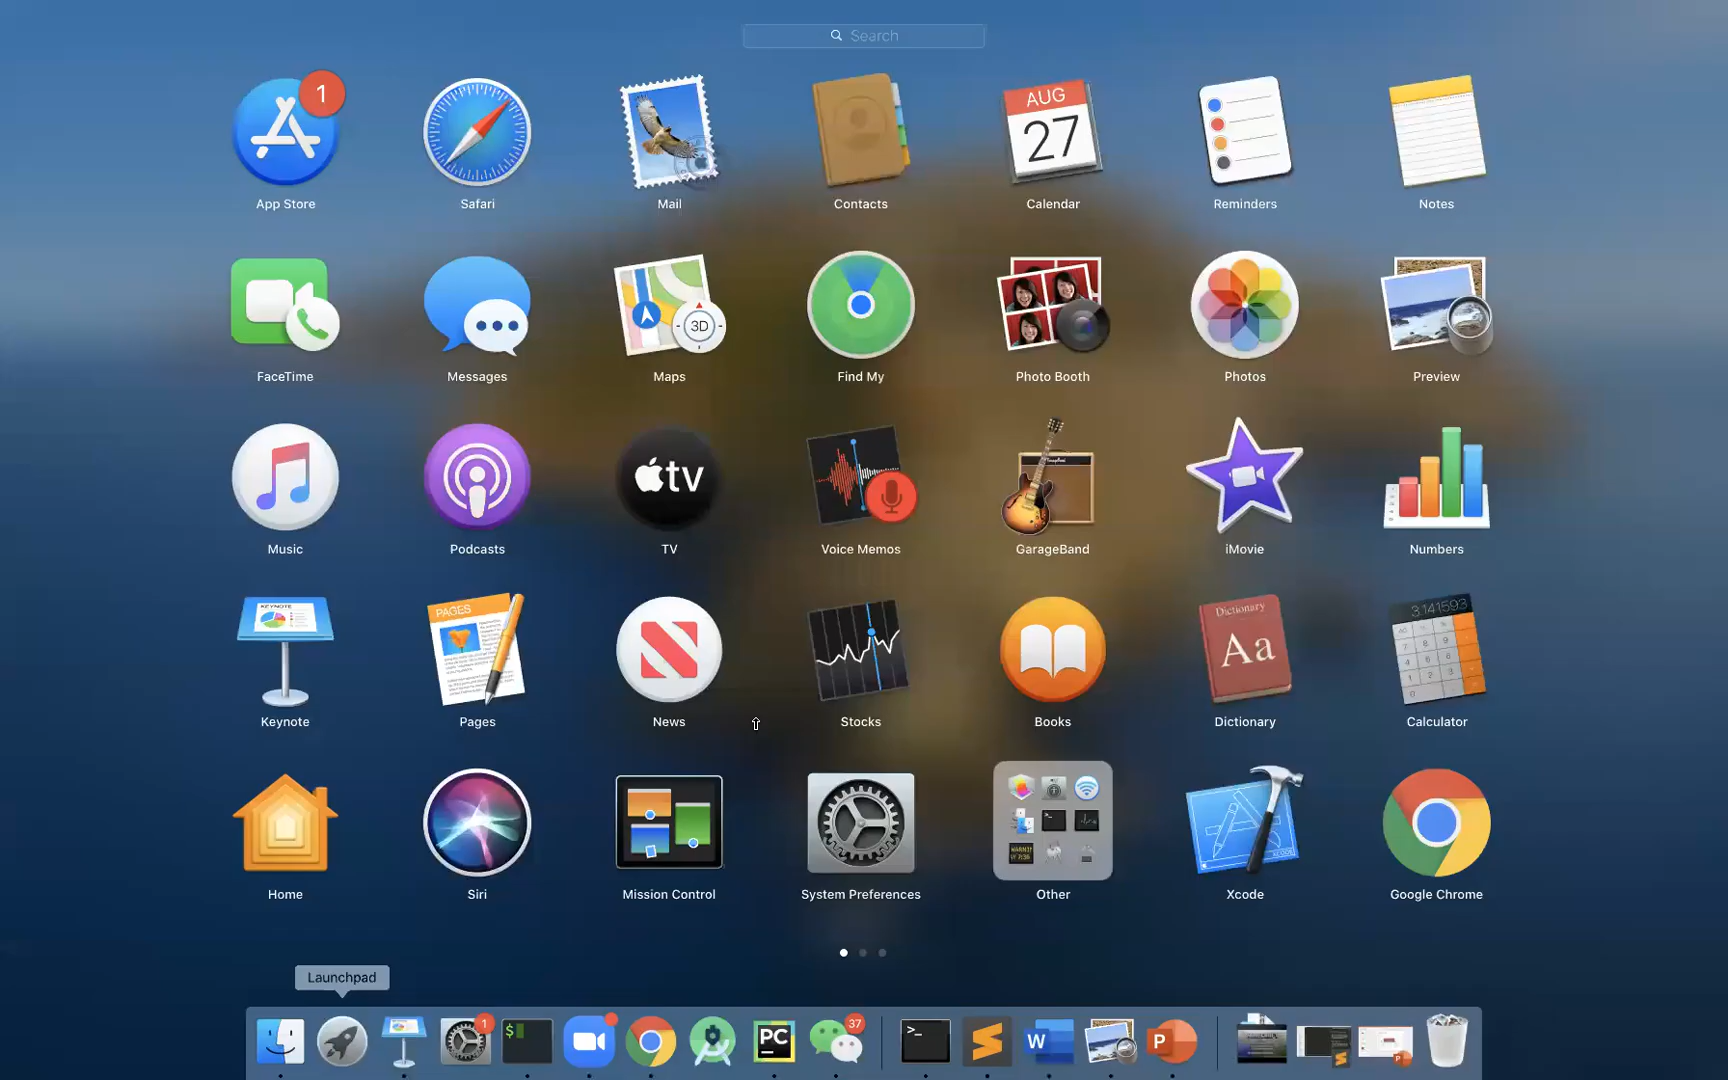 Search
1
AUG
27
App Store
Safari
Mail
Contacts
Calendar
Reminders
Notes
3D
FaceTime
Messages
Maps
Find My
Photo Booth
Photos
Preview
tv
Music
Podcasts
TV
Voice Memos
GarageBand
iMovie
Numbers
KEYNOTE
PAGES
Dictionary
Aa
3.141593
Keynote
Pages
News
Stocks
Books
Dictionary
Calculator
Home
Siri
Mission Control
System Preferences
Other
Xcode
Google Chrome
Launchpad
1
$
PC
37
>_
W
P